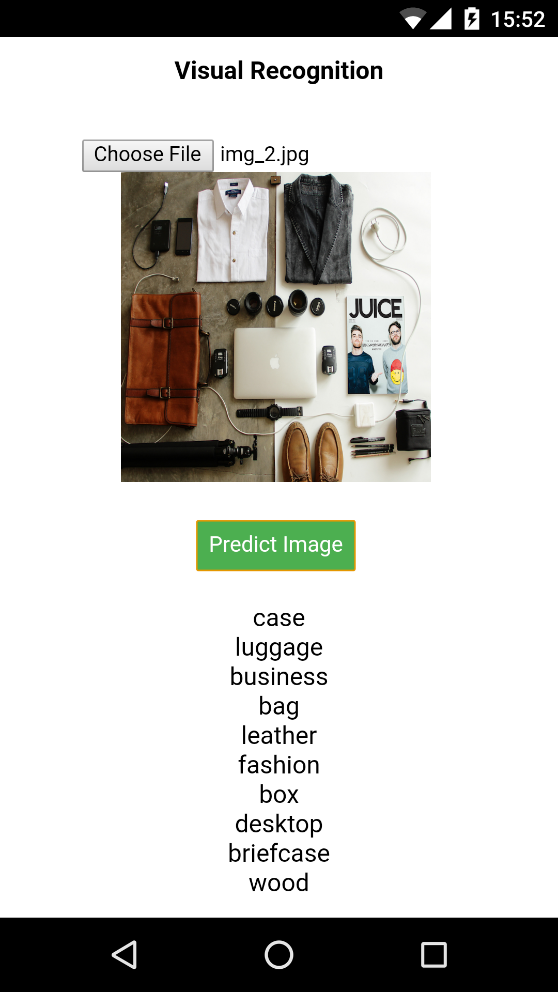 15:52
Visual Recognition
Choose File img_2.jpg
JUICE
Predict Image
case
luggage
business
bag
leather
fashion
box
desktop
briefcase
wood